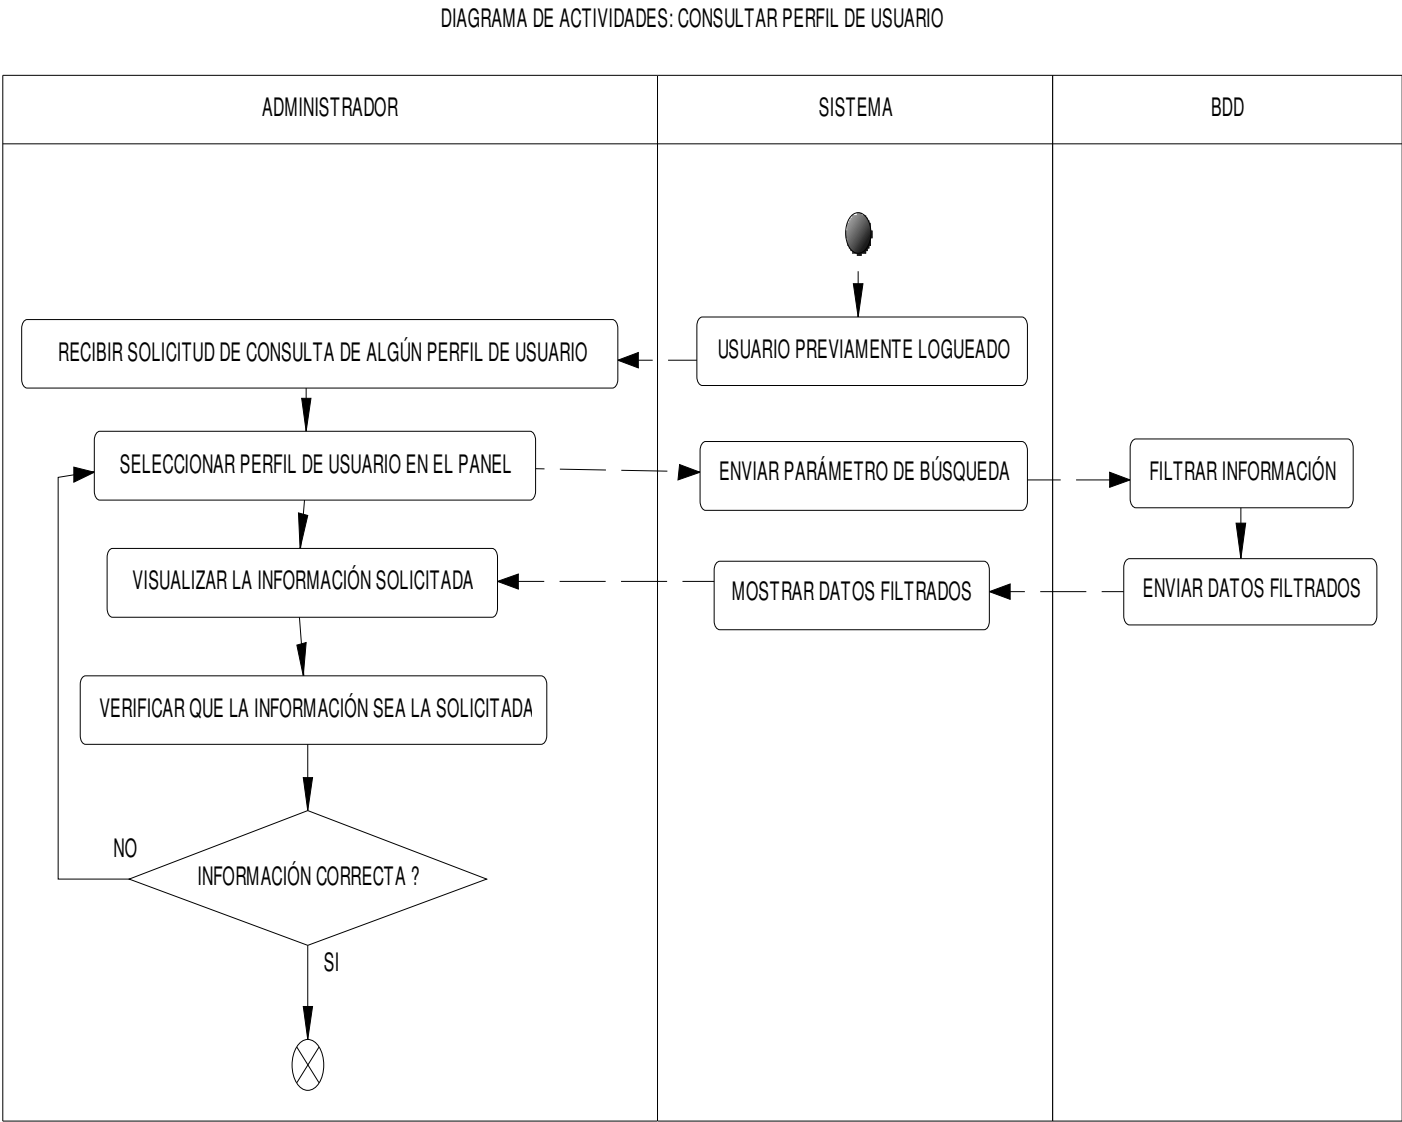 DIAGRAMA DE ACTIVIDADES: CONSULTAR PERFIL DE USUARIO
ADMINISTRADOR
SISTEMA
BDD
USUARIO PREVIAMENTE LOGUEADO
RECIBIR SOLICITUD DE CONSULTA DE ALGÚN PERFIL DE USUARIO
SELECCIONAR PERFIL DE USUARIO EN EL PANEL
ENVIAR PARÁMETRO DE BÚSQUEDA
FILTRAR INFORMACIÓN
VISUALIZAR LA INFORMACIÓN SOLICITADA
MOSTRAR DATOS FILTRADOS
ENVIAR DATOS FILTRADOS
VERIFICAR QUE LA INFORMACIÓN SEA LA SOLICITADA
NO
INFORMACIÓN CORRECTA ?
SI